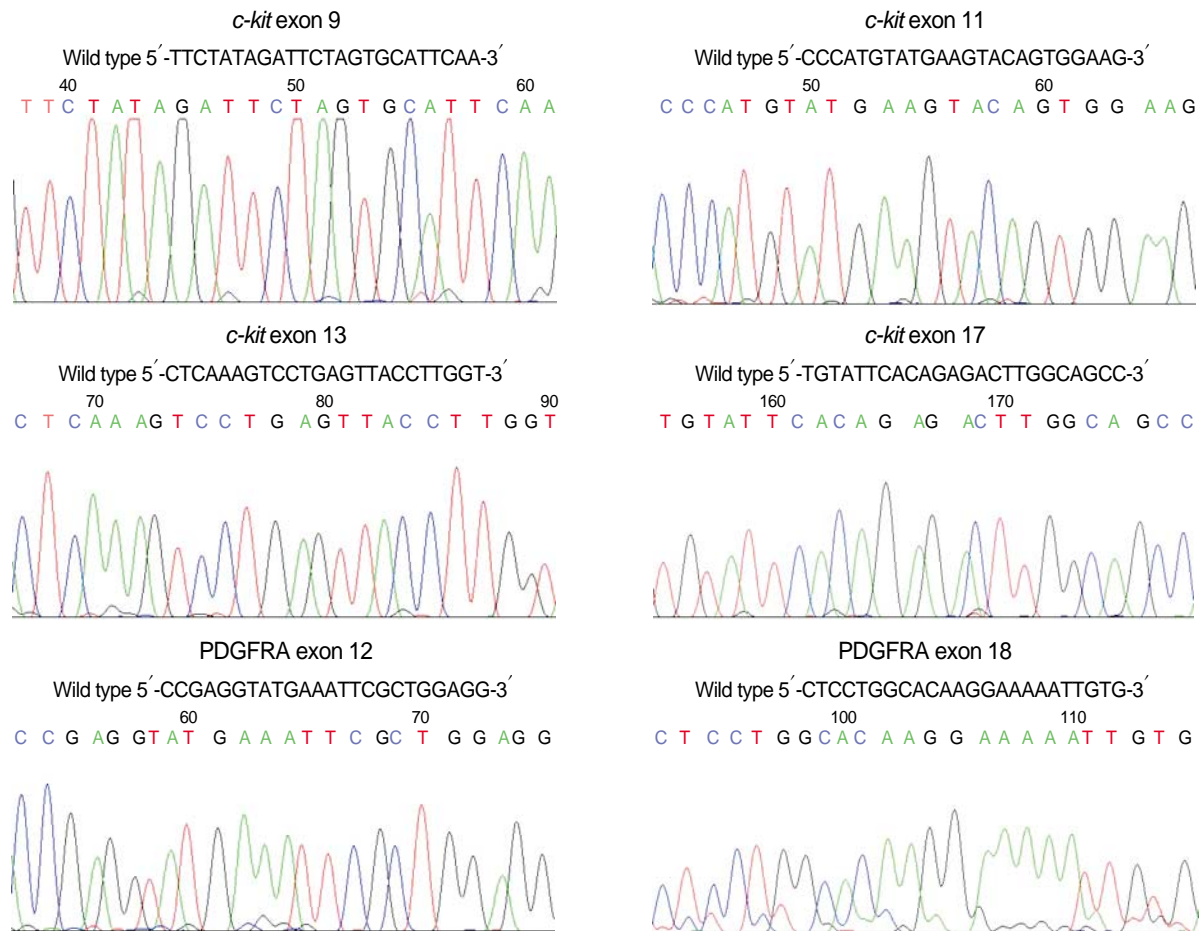 c-kit exon 9
Wild type 5′-TTCTATAGATTCTAGTGCATTCAA-3′
40 50 60
T T C T A T A G A T T C T A G T G C A T T C A A
c-kit exon 11
Wild type 5′-CCCATGTATGAAGTACAGTGGAAG-3′
50 60
C C C A T G T A T G A A G T A C A G T G G A A G
c-kit exon 13
Wild type 5′-CTCAAAGTCCTGAGTTACCTTGGT-3′
70 80 90
C T C A A A G T C C T G A G T T A C C T T G G T
c-kit exon 17
Wild type 5′-TGTATTCACAGAGACTTGGCAGCC-3′
160 170
T G T A T T C A C A G A G A C T T G G C A G C C
PDGFRA exon 12
Wild type 5′-CCGAGGTATGAAATTCGCTGGAGG-3′
60 70
C C G A G G T A T G A A A T T C G C T G G A G G
PDGFRA exon 18
Wild type 5′-CTCCTGGCACAAGGAAAAATTGTG-3′
100 110
C T C C T G G C A C A A G G A A A A A T T G T G